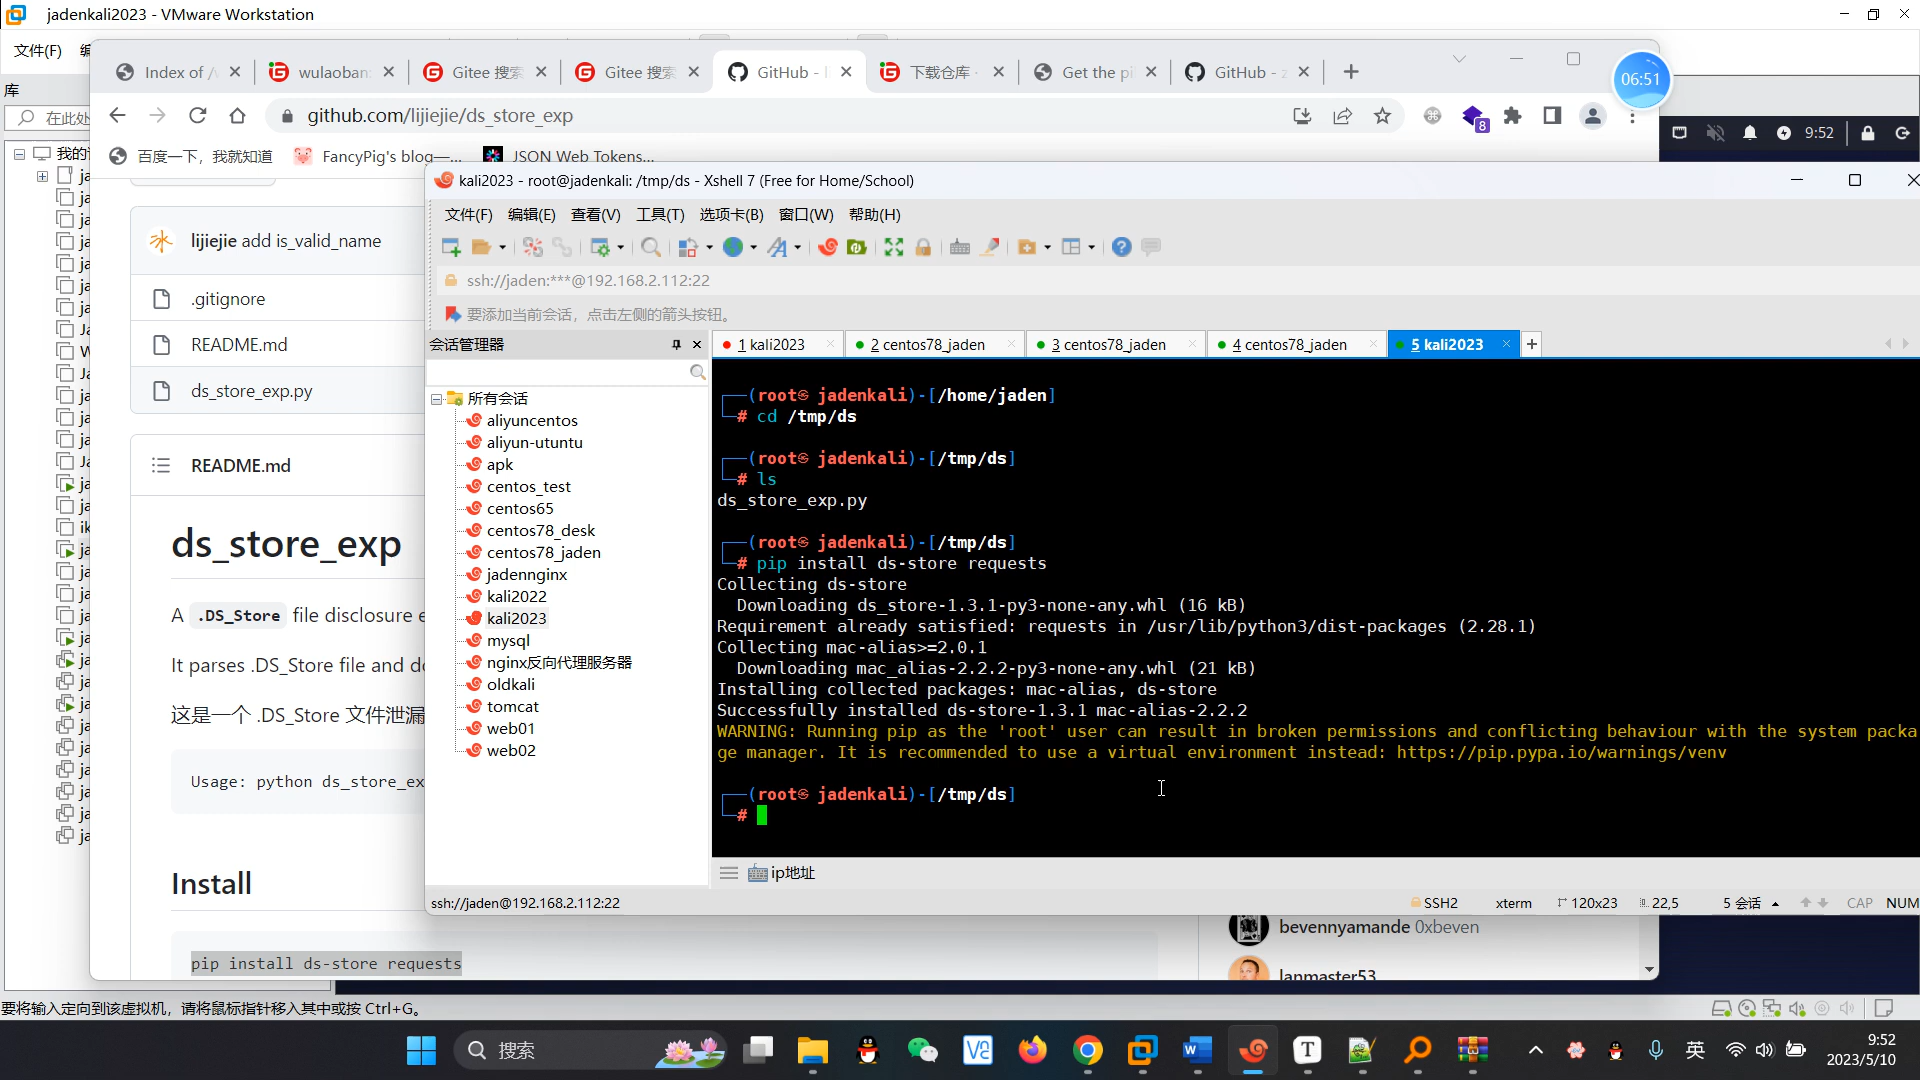 jadenkali2023 - VMware Workstation
文件(F)
Index of /
wulaoban
Gitee 搜索
Gitee 搜索
GitHub - l
下载仓库 ·
Get the pi
GitHub - z
06:51
github.com/lijiejie/ds_store_exp
8
9:52
库
在此处
百度一下，我就知道
FancyPig's blog—...
JSON Web Tokens...
我的
kali2023 - root@jadenkali: /tmp/ds - Xshell 7 (Free for Home/School)
文件(F) 编辑(E) 查看(V) 工具(T) 选项卡(B) 窗口(W) 帮助(H)
ssh://jaden:***@192.168.2.112:22
要添加当前会话，点击左侧的箭头按钮。
会话管理器
1 kali2023
2 centos78_jaden
3 centos78_jaden
4 centos78_jaden
5 kali2023
lijiejie add is_valid_name
.gitignore
README.md
ds_store_exp.py
README.md
ds_store_exp
A .DS_Store file disclosure e
It parses .DS_Store file and do
这是一个 .DS_Store 文件泄漏
Usage: python ds_store_ex
Install
pip install ds-store requests
所有会话
aliyuncentos
aliyun-utuntu
apk
centos_test
centos65
centos78_desk
centos78_jaden
jadennginx
kali2022
kali2023
mysql
nginx反向代理服务器
oldkali
tomcat
web01
web02
┌──(root㉿ jadenkali)-[/home/jaden]
└─# cd /tmp/ds
┌──(root㉿ jadenkali)-[/tmp/ds]
└─# ls
ds_store_exp.py
┌──(root㉿ jadenkali)-[/tmp/ds]
└─# pip install ds-store requests
Collecting ds-store
Downloading ds_store-1.3.1-py3-none-any.whl (16 kB)
Requirement already satisfied: requests in /usr/lib/python3/dist-packages (2.28.1)
Collecting mac-alias>=2.0.1
Downloading mac_alias-2.2.2-py3-none-any.whl (21 kB)
Installing collected packages: mac-alias, ds-store
Successfully installed ds-store-1.3.1 mac-alias-2.2.2
WARNING: Running pip as the 'root' user can result in broken permissions and conflicting behaviour with the system packa
ge manager. It is recommended to use a virtual environment instead: https://pip.pypa.io/warnings/venv
┌──(root㉿ jadenkali)-[/tmp/ds]
└─#
ip地址
ssh://jaden@192.168.2.112:22
SSH2 xterm 120x23 22,5 5 会话 CAP NUM
bevennyamande 0xbeven
lanmaster53
要将输入定向到该虚拟机，请将鼠标指针移入其中或按 Ctrl+G。
搜索
英
9:52
2023/5/10